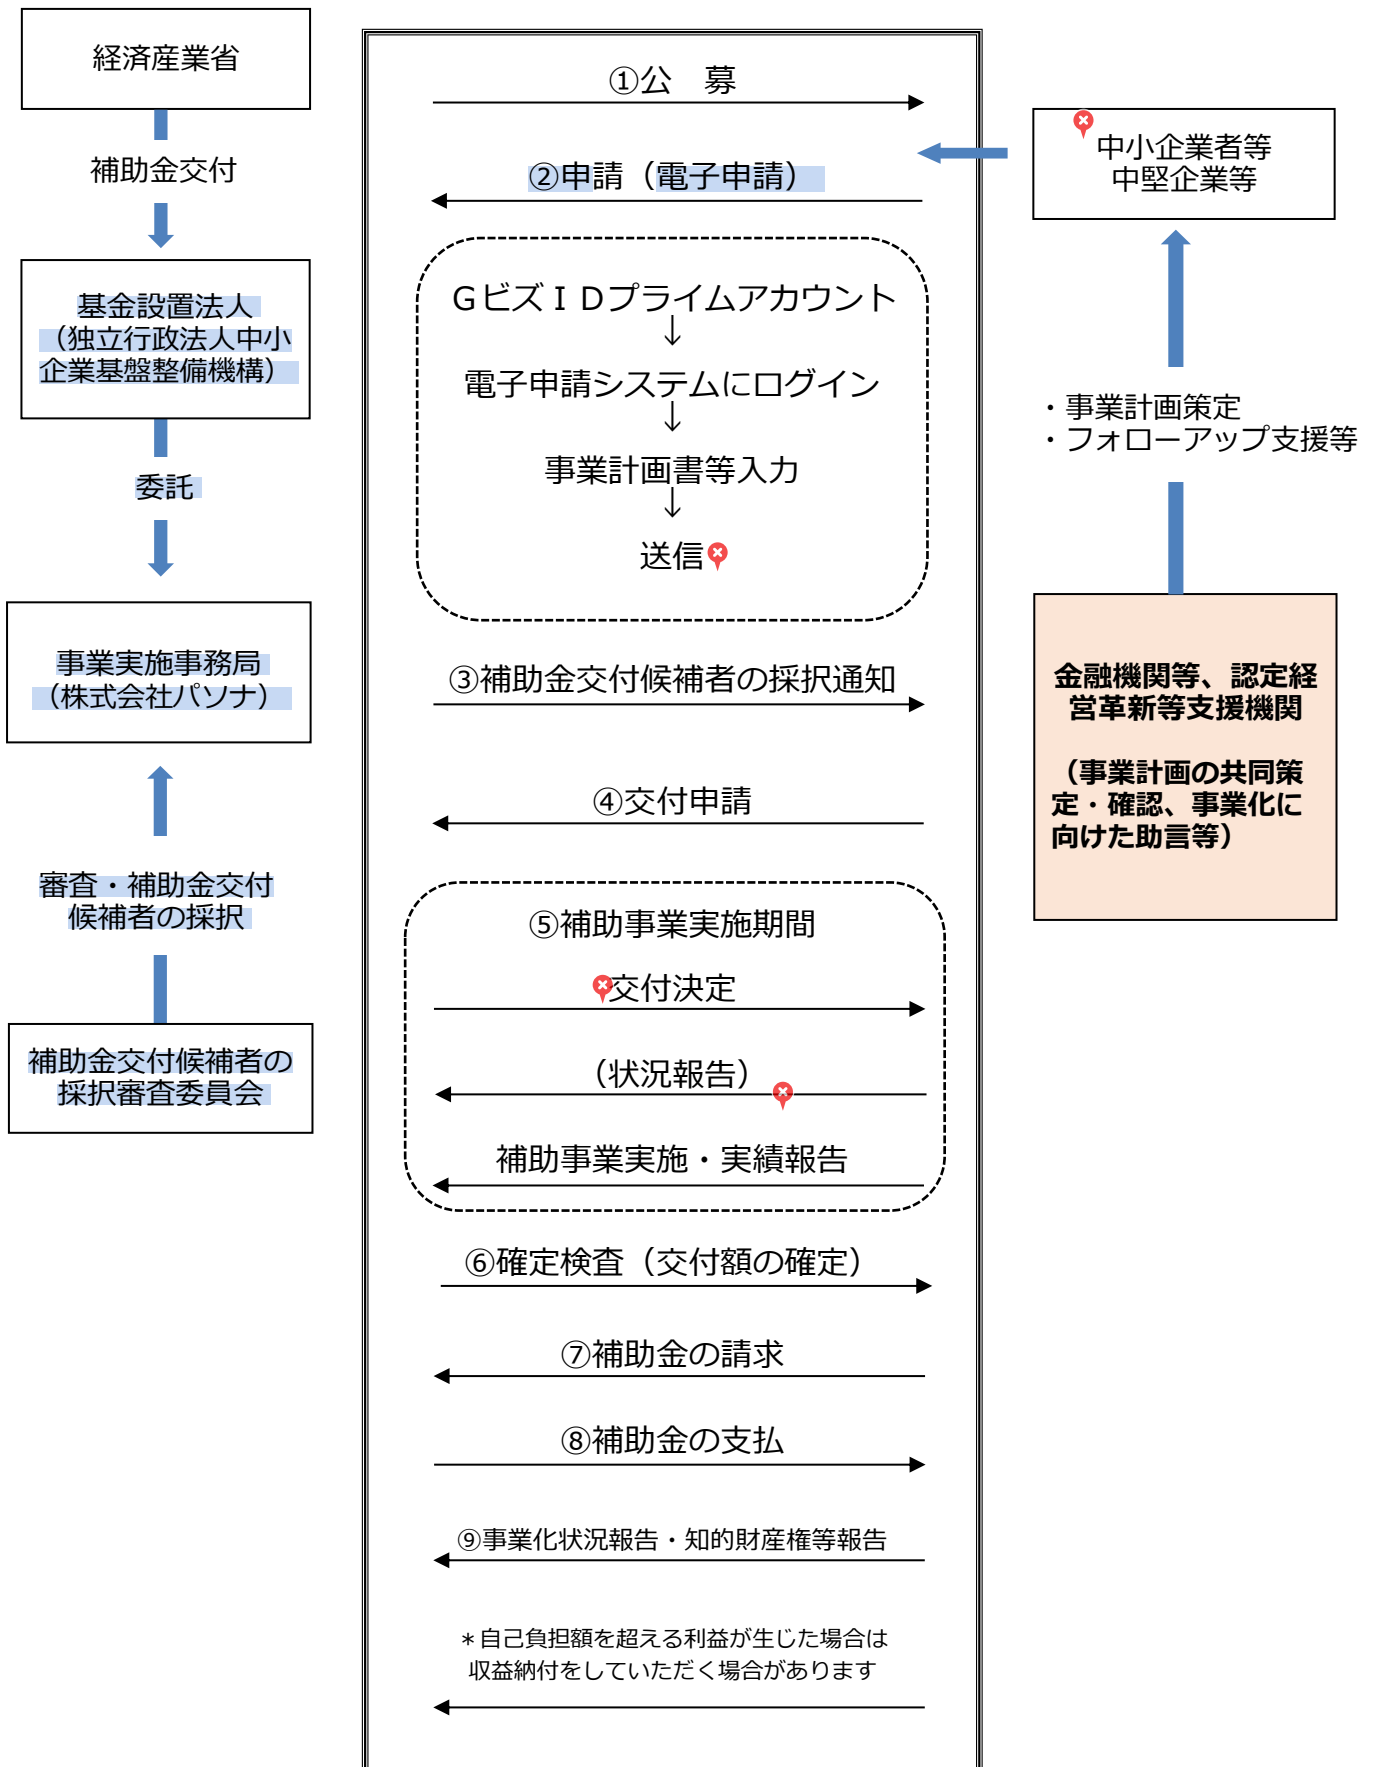 経済産業省
補助金交付
基金設置法人
（独立行政法人中小
企業基盤整備機構）
委託
事業実施事務局
（株式会社パソナ）
審査・補助金交付
候補者の採択
補助金交付候補者の
採択審査委員会
①公　募
②申請（電子申請）
ＧビズＩＤプライムアカウント
↓
電子申請システムにログイン
↓
事業計画書等入力
↓
送信
③補助金交付候補者の採択通知
④交付申請
⑤補助事業実施期間
交付決定
（状況報告）
補助事業実施・実績報告
⑥確定検査（交付額の確定）
⑦補助金の請求
⑧補助金の支払
⑨事業化状況報告・知的財産権等報告
＊自己負担額を超える利益が生じた場合は
収益納付をしていただく場合があります
中小企業者等
中堅企業等
・事業計画策定
・フォローアップ支援等
金融機関等、認定経
営革新等支援機関
（事業計画の共同策
定・確認、事業化に
向けた助言等）